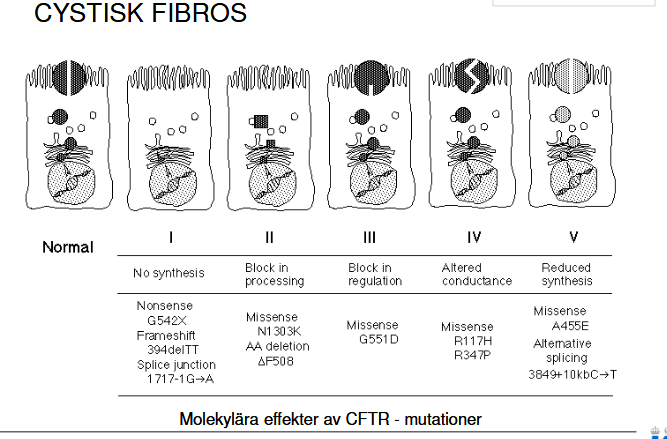 CYSTISK FIBROS
Normal
I
II
III
IV
V
No synthesis
Block in
processing
Block in
regulation
Altered
conductance
Reduced
synthesis
Nonsense
G542X
Frameshift
394delTT
Splice junction
1717-1G→A
Missense
N1303K
AA deletion
ΔF508
Missense
G551D
Missense
R117H
R347P
Missense
A455E
Alternative
splicing
3849+10kbC→T
Molekylära effekter av CFTR - mutationer